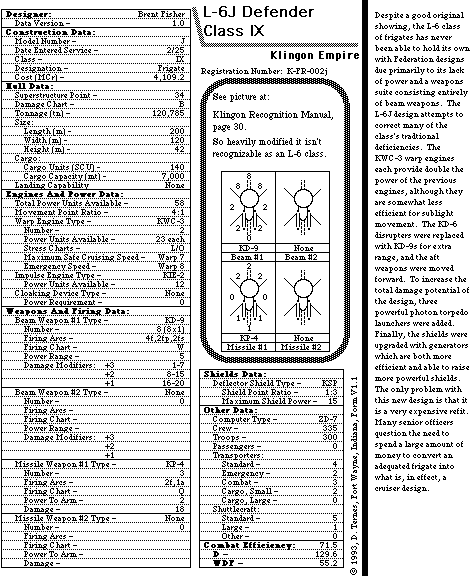 Designer: Brent Fisher
Data Version - 1.0
Construction Data:
Model Number -
Date Entered Service - 2/25
Class - IX
Designation - Frigate
Cost (MCr) - 4,109.2
Hull Data:
Superstructure Point - 34
Damage Chart - B
Tonnage (tn) - 120,785
Size:
Length (m) - 200
Width (m) - 120
Height (m) - 42
Cargo:
Cargo Units (SCU) - 140
Cargo Capacity (mt) - 7,000
Landing Capability None
Engines And Power Data:
Total Power Units Available - 58
Movement Point Ratio - 4:1
Warp Engine Type - KWC-3
Number - 2
Power Units Available - 23 each
Stress Charts - L/O
Maximum Safe Cruising Speed - Warp 7
Emergency Speed - Warp 8
Impulse Engine Type - KIE-2
Power Units Available - 12
Cloaking Device Type - None
Power Requirement - 0
Weapons And Firing Data:
Beam Weapon #1 Type - KD-9
Number - 8 (8x1)
Firing Arcs - 4f,2fp,2fs
Firing Chart - W
Power Range - 5
Damage Modifiers: +3 1-7
+2 8-15
+1 16-20
Beam Weapon #2 Type - None
Number - 0
Firing Arcs -
Firing Chart -
Power Range -
Damage Modifiers: +3
+2
+1
Missile Weapon #1 Type - KP-4
Number - 3
Firing Arcs - 2f,1a
Firing Chart - Q
Power To Arm - 2
Damage - 18
Missile Weapon #2 Type - None
Number - 0
Firing Arcs -
Firing Chart -
Power To Arm -
Damage -
L-6J Defender
Class IX
Klingon Empire
Registration Number: K-FR-002j
See picture at:
Klingon Recognition Manual,
page 30.
So heavily modified it isn't
recognizable as an L-6 class.
KD-9 None
Beam #1 Beam #2
KP-4 None
Missile #1 Missile #2
Shields Data:
Deflector Shield Type - KSP
Shield Point Ratio - 1:3
Maximum Shield Power - 15
Other Data:
Computer Type - ZD-7
Crew - 335
Troops - 300
Passengers - 0
Transporters:
Standard - 4
Emergency - 3
Combat - 3
Cargo, Small - 2
Cargo, Large - 0
Shuttlecraft:
Standard - 5
Large - 1
Other - 0
Combat Efficiency: 71.5
D - 129.6
WDF - 55.2
© 1993, D. Ternes, Fort Wayne, Indiana, Form V1.1
Despite a good original
showing, the L-6 class
of frigates has never
been able to hold its own
with Federation designs
due primarily to its lack
of power and a weapons
suite consisting entirely
of beam weapons. The
L-6J design attempts to
correct many of the
class's tradtional
deficiencies. The
KWC-3 warp engines
each provide double the
power of the previous
engines, although they
are somewhat less
efficient for sublight
movement. The KD-6
disrupters were replaced
with KD-9s for extra
range, and the aft
weapons were moved
forward. To increase the
total damage potential of
the design, three
powerful photon torpedo
launchers were added.
Finally, the shields were
upgraded with generators
which are both more
efficient and able to raise
more powerful shields.
The only problem with
this new design is that it
is a very expensive refit.
Many senior officers
question the need to
spend a large amount of
money to convert an
adequated frigate into
what is, in effect, a
cruiser design.